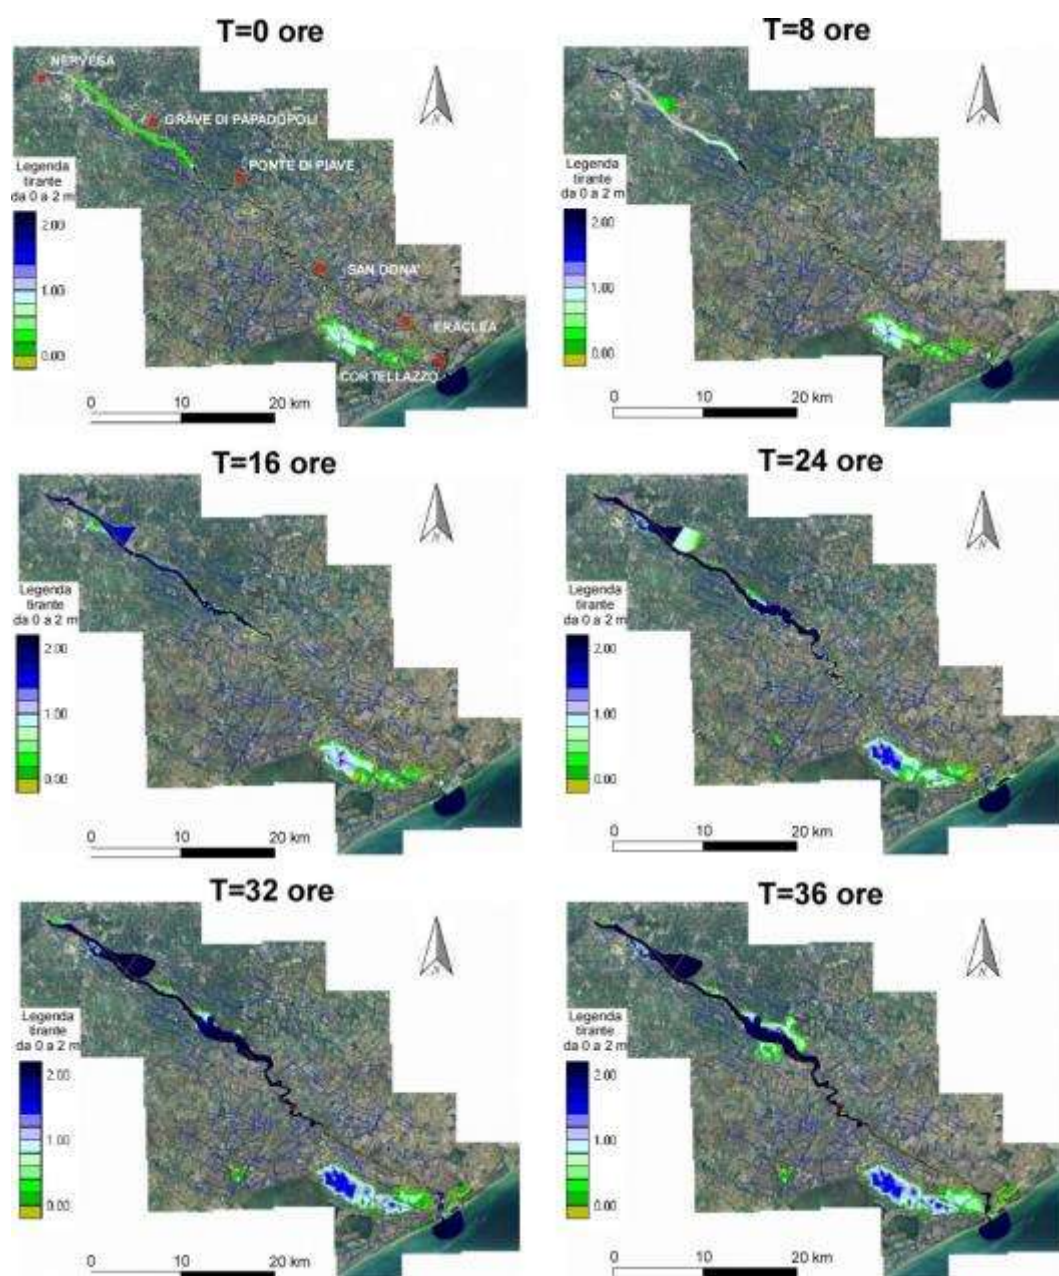 T=0 ore
NERVESA
GRAVE DI PAPADOPOLI
PONTE DI PIAVE
SAN DONA'
ERACLEA
CORTELLAZZO
N
Legenda
tirante
da 0 a 2 m
2.00
1.00
0.00
0 10 20 km
T=8 ore
N
Legenda
tirante
da 0 a 2 m
2.00
1.00
0.00
0 10 20 km
T=16 ore
N
Legenda
tirante
da 0 a 2 m
2.00
1.00
0.00
0 10 20 km
T=24 ore
N
Legenda
tirante
da 0 a 2 m
2.00
1.00
0.00
0 10 20 km
T=32 ore
N
Legenda
tirante
da 0 a 2 m
2.00
1.00
0.00
0 10 20 km
T=36 ore
N
Legenda
tirante
da 0 a 2 m
2.00
1.00
0.00
0 10 20 km